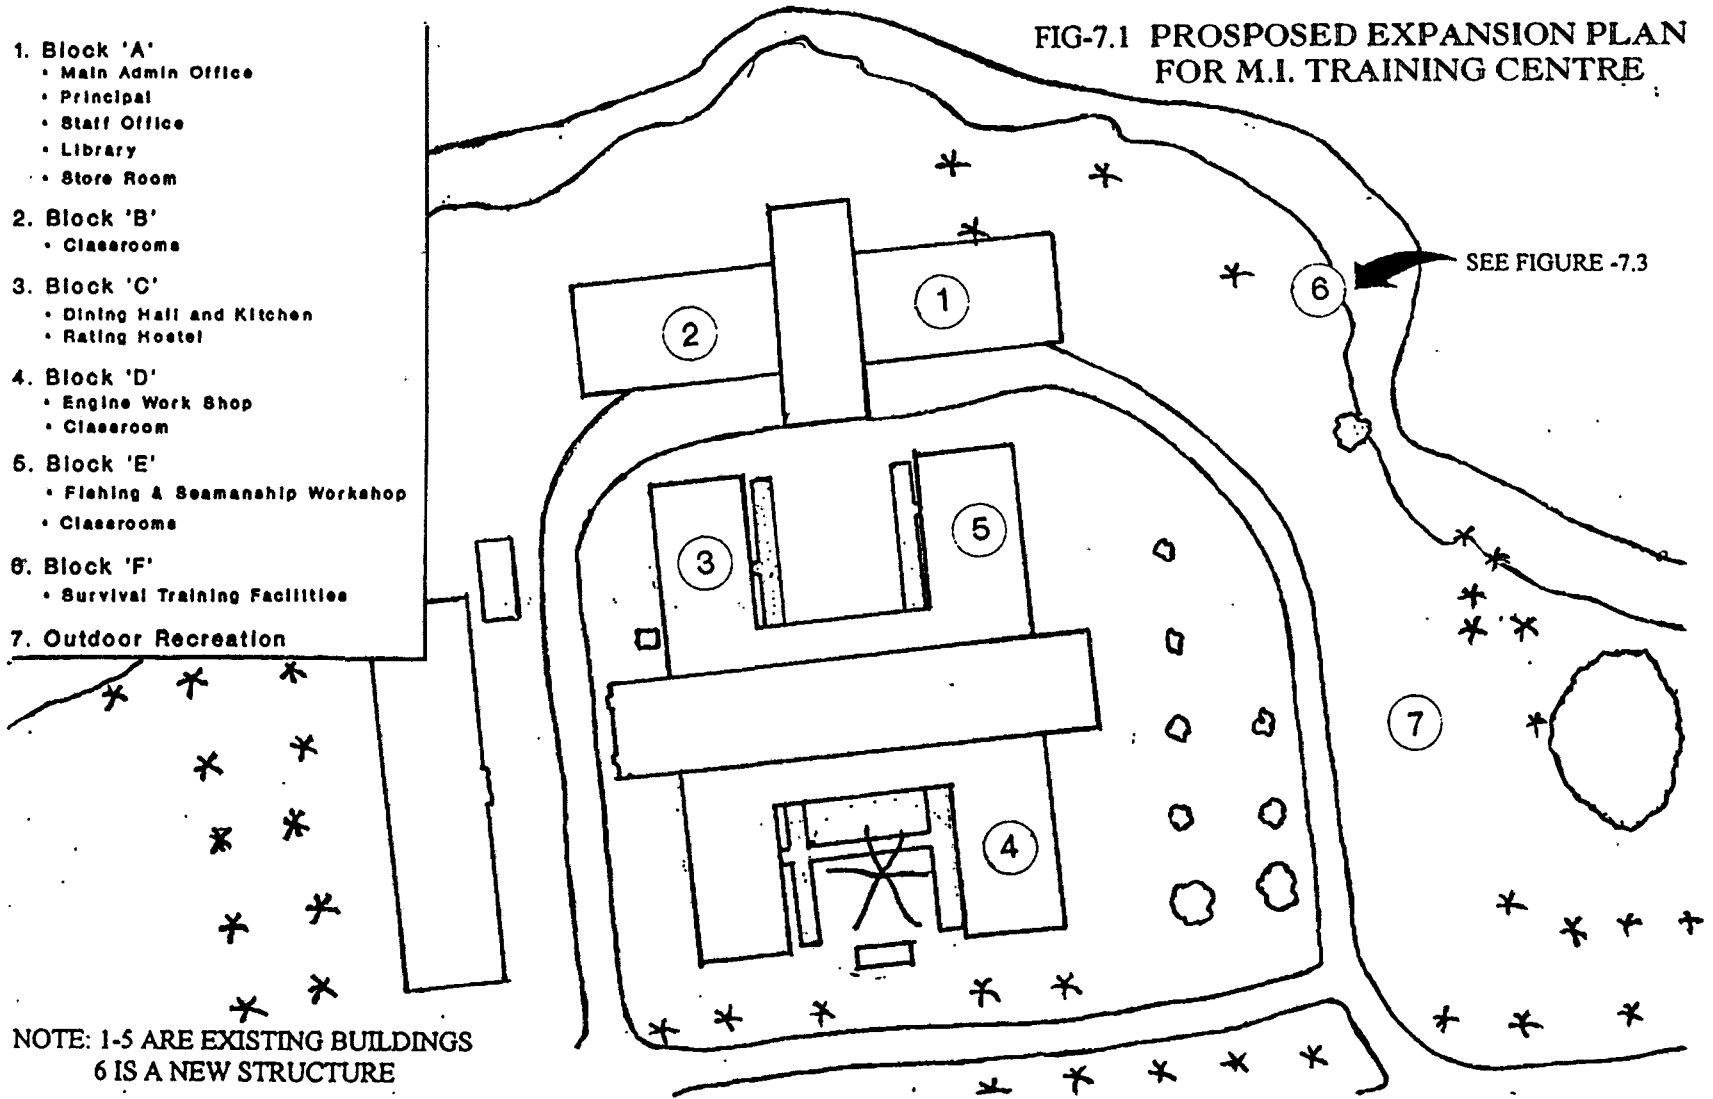 FIG-7.1 PROSPOSED EXPANSION PLAN
FOR M.I. TRAINING CENTRE
1. Block 'A'
• Main Admin Office
• Principal
• Staff Office
• Library
• Store Room
2. Block 'B'
• Classrooms
3. Block 'C'
• Dining Hall and Kitchen
• Rating Hostel
4. Block 'D'
• Engine Work Shop
• Classroom
5. Block 'E'
• Fishing & Seamanship Workshop
• Classrooms
6. Block 'F'
• Survival Training Facilities
7. Outdoor Recreation
SEE FIGURE -7.3
6
1
2
5
3
7
4
NOTE: 1-5 ARE EXISTING BUILDINGS
6 IS A NEW STRUCTURE